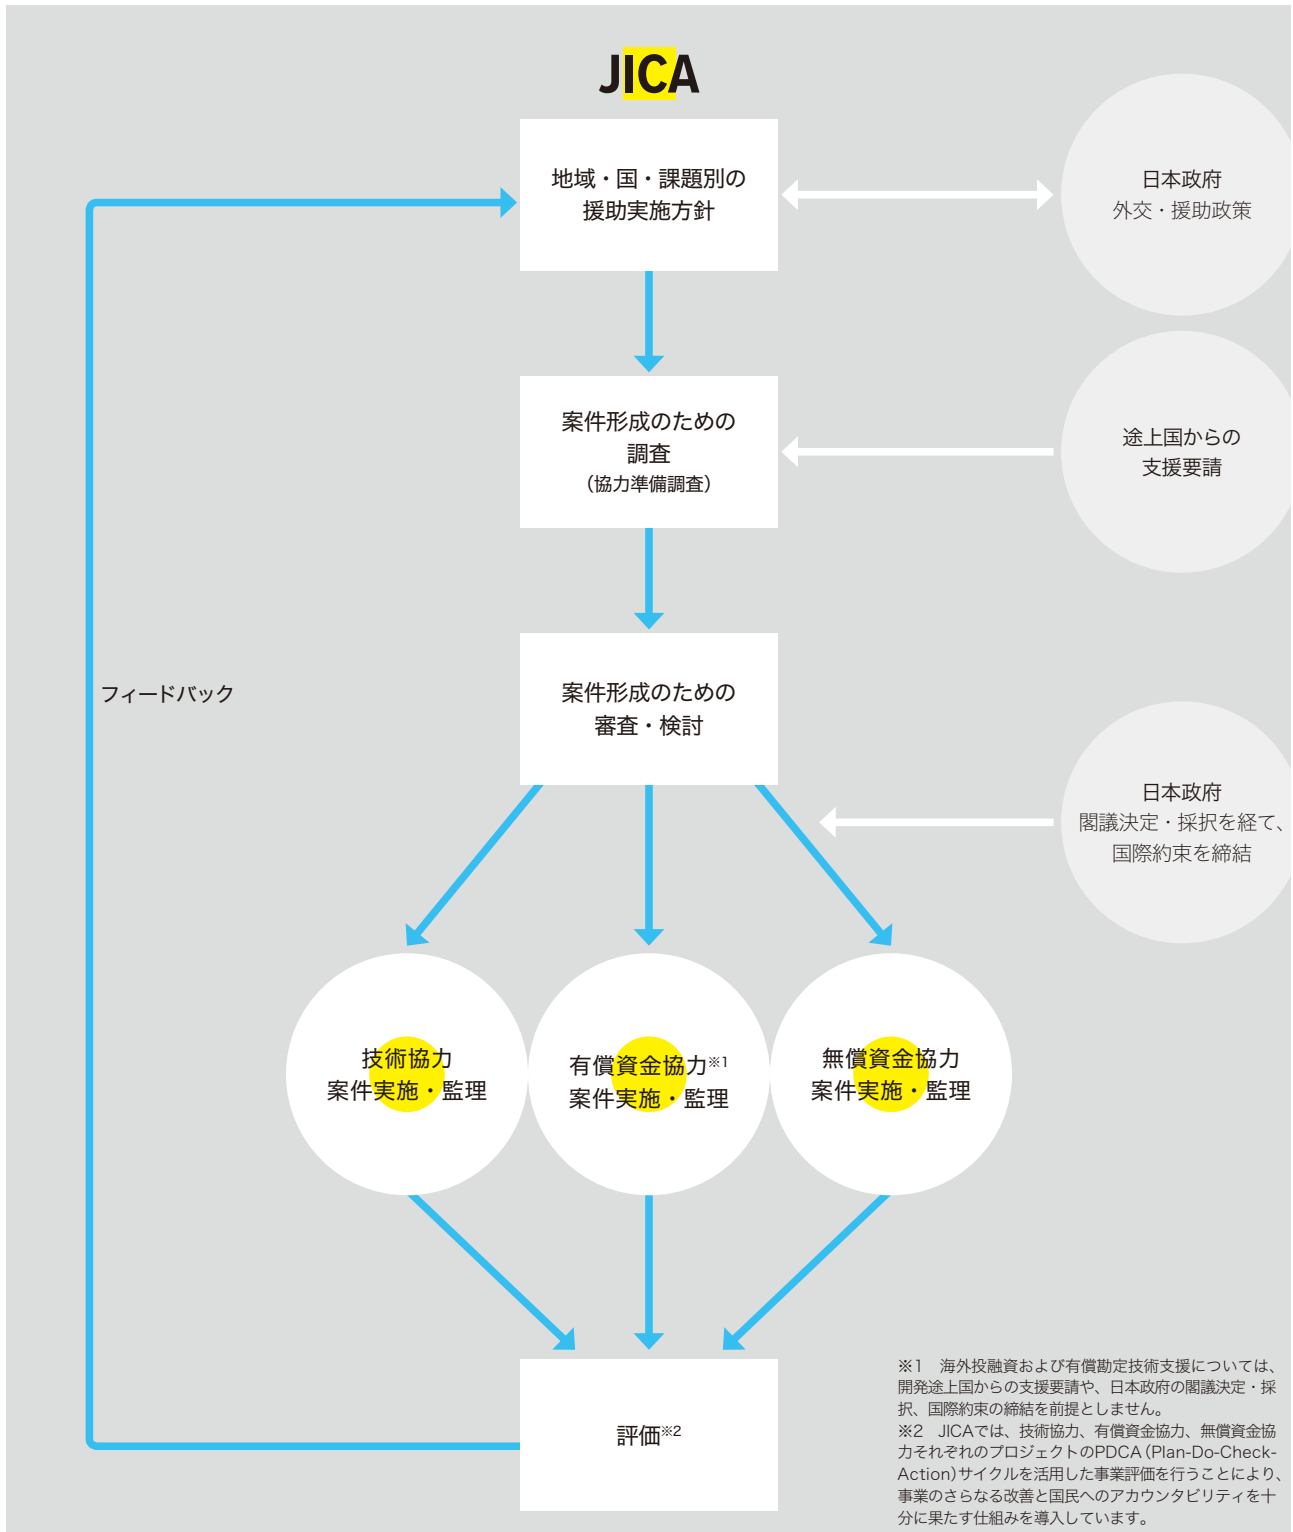 JICA
地域・国・課題別の
援助実施方針
日本政府
外交・援助政策
案件形成のための
調査
（協力準備調査）
途上国からの
支援要請
フィードバック
案件形成のための
審査・検討
日本政府
閣議決定・採択を経て、
国際約束を締結
技術協力
案件実施・監理
有償資金協力※1
案件実施・監理
無償資金協力
案件実施・監理
評価※2
※1　海外投融資および有償勘定技術支援については、
開発途上国からの支援要請や、日本政府の閣議決定・採
択、国際約束の締結を前提としません。
※2　JICAでは、技術協力、有償資金協力、無償資金協
力それぞれのプロジェクトのPDCA（Plan-Do-Check-
Action）サイクルを活用した事業評価を行うことにより、
事業のさらなる改善と国民へのアカウンタビリティを十
分に果たす仕組みを導入しています。